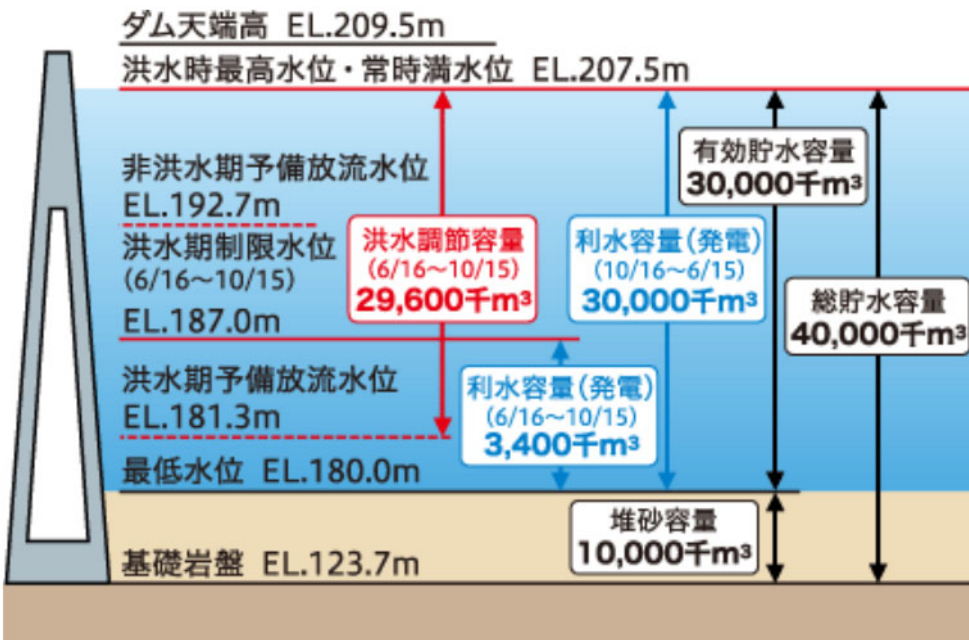 ダム天端高 EL.209.5m
洪水時最高水位・常時満水位 EL.207.5m
非洪水期予備放流水位
EL.192.7m
洪水期制限水位
(6/16～10/15)
EL.187.0m
洪水期予備放流水位
EL.181.3m
最低水位 EL.180.0m
基礎岩盤 EL.123.7m
洪水調節容量
(6/16～10/15)
29,600千m³
利水容量(発電)
(10/16～6/15)
30,000千m³
利水容量(発電)
(6/16～10/15)
3,400千m³
有効貯水容量
30,000千m³
総貯水容量
40,000千m³
堆砂容量
10,000千m³